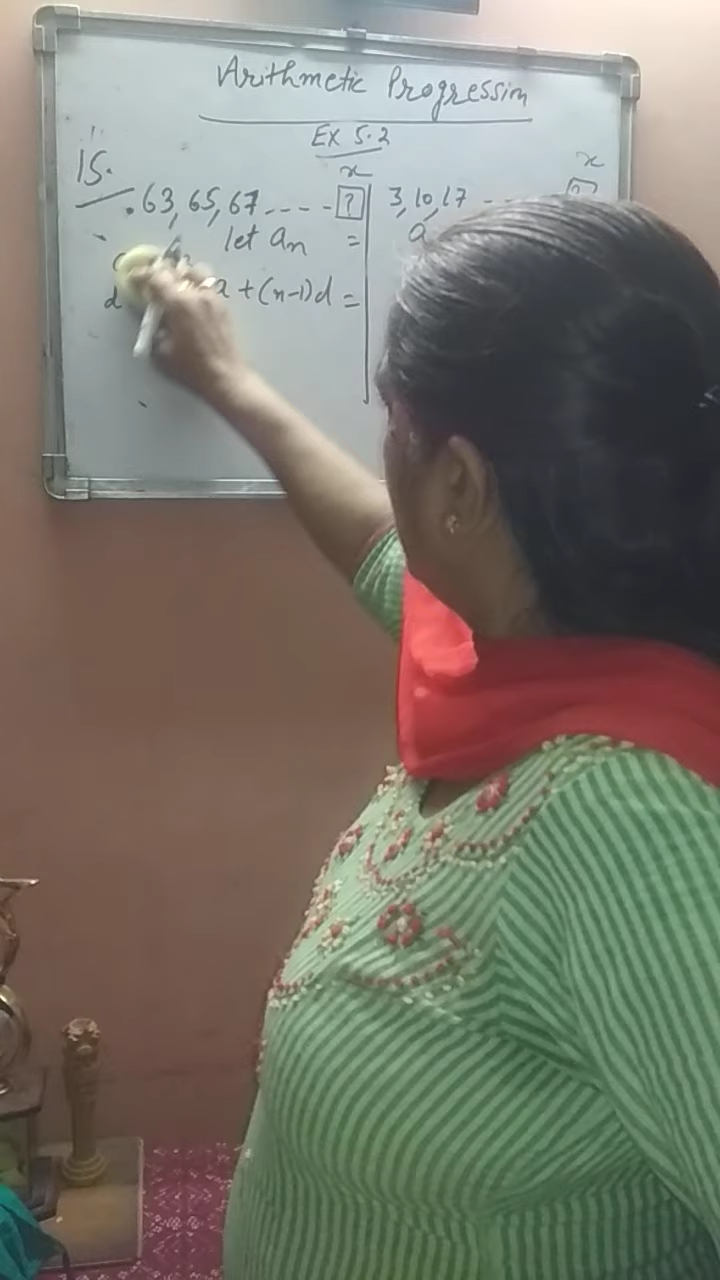 Arithmetic Progression
Ex 5.2
15.
x x
63, 65, 67 ---- ? 3, 10, 17 --
let an = a
d a + (n-1)d =